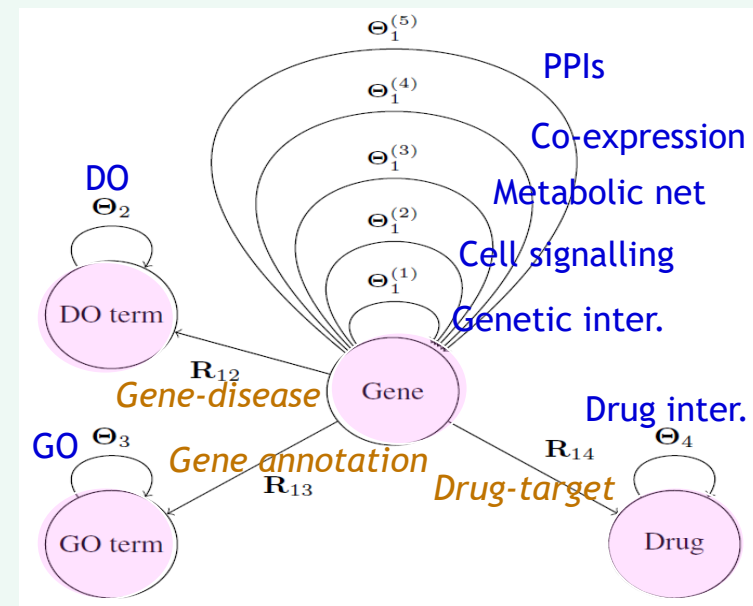 Θ₁⁽⁵⁾
PPIs
Θ₁⁽⁴⁾
Co-expression
Θ₁⁽³⁾
DO
Metabolic net
Θ₂
Θ₁⁽²⁾
Cell signalling
Θ₁⁽¹⁾
DO term
Genetic inter.
R₁₂
Gene-disease
Gene
Drug inter.
GO
Θ₃
Gene annotation
R₁₃
R₁₄
Θ₄
Drug-target
GO term
Drug